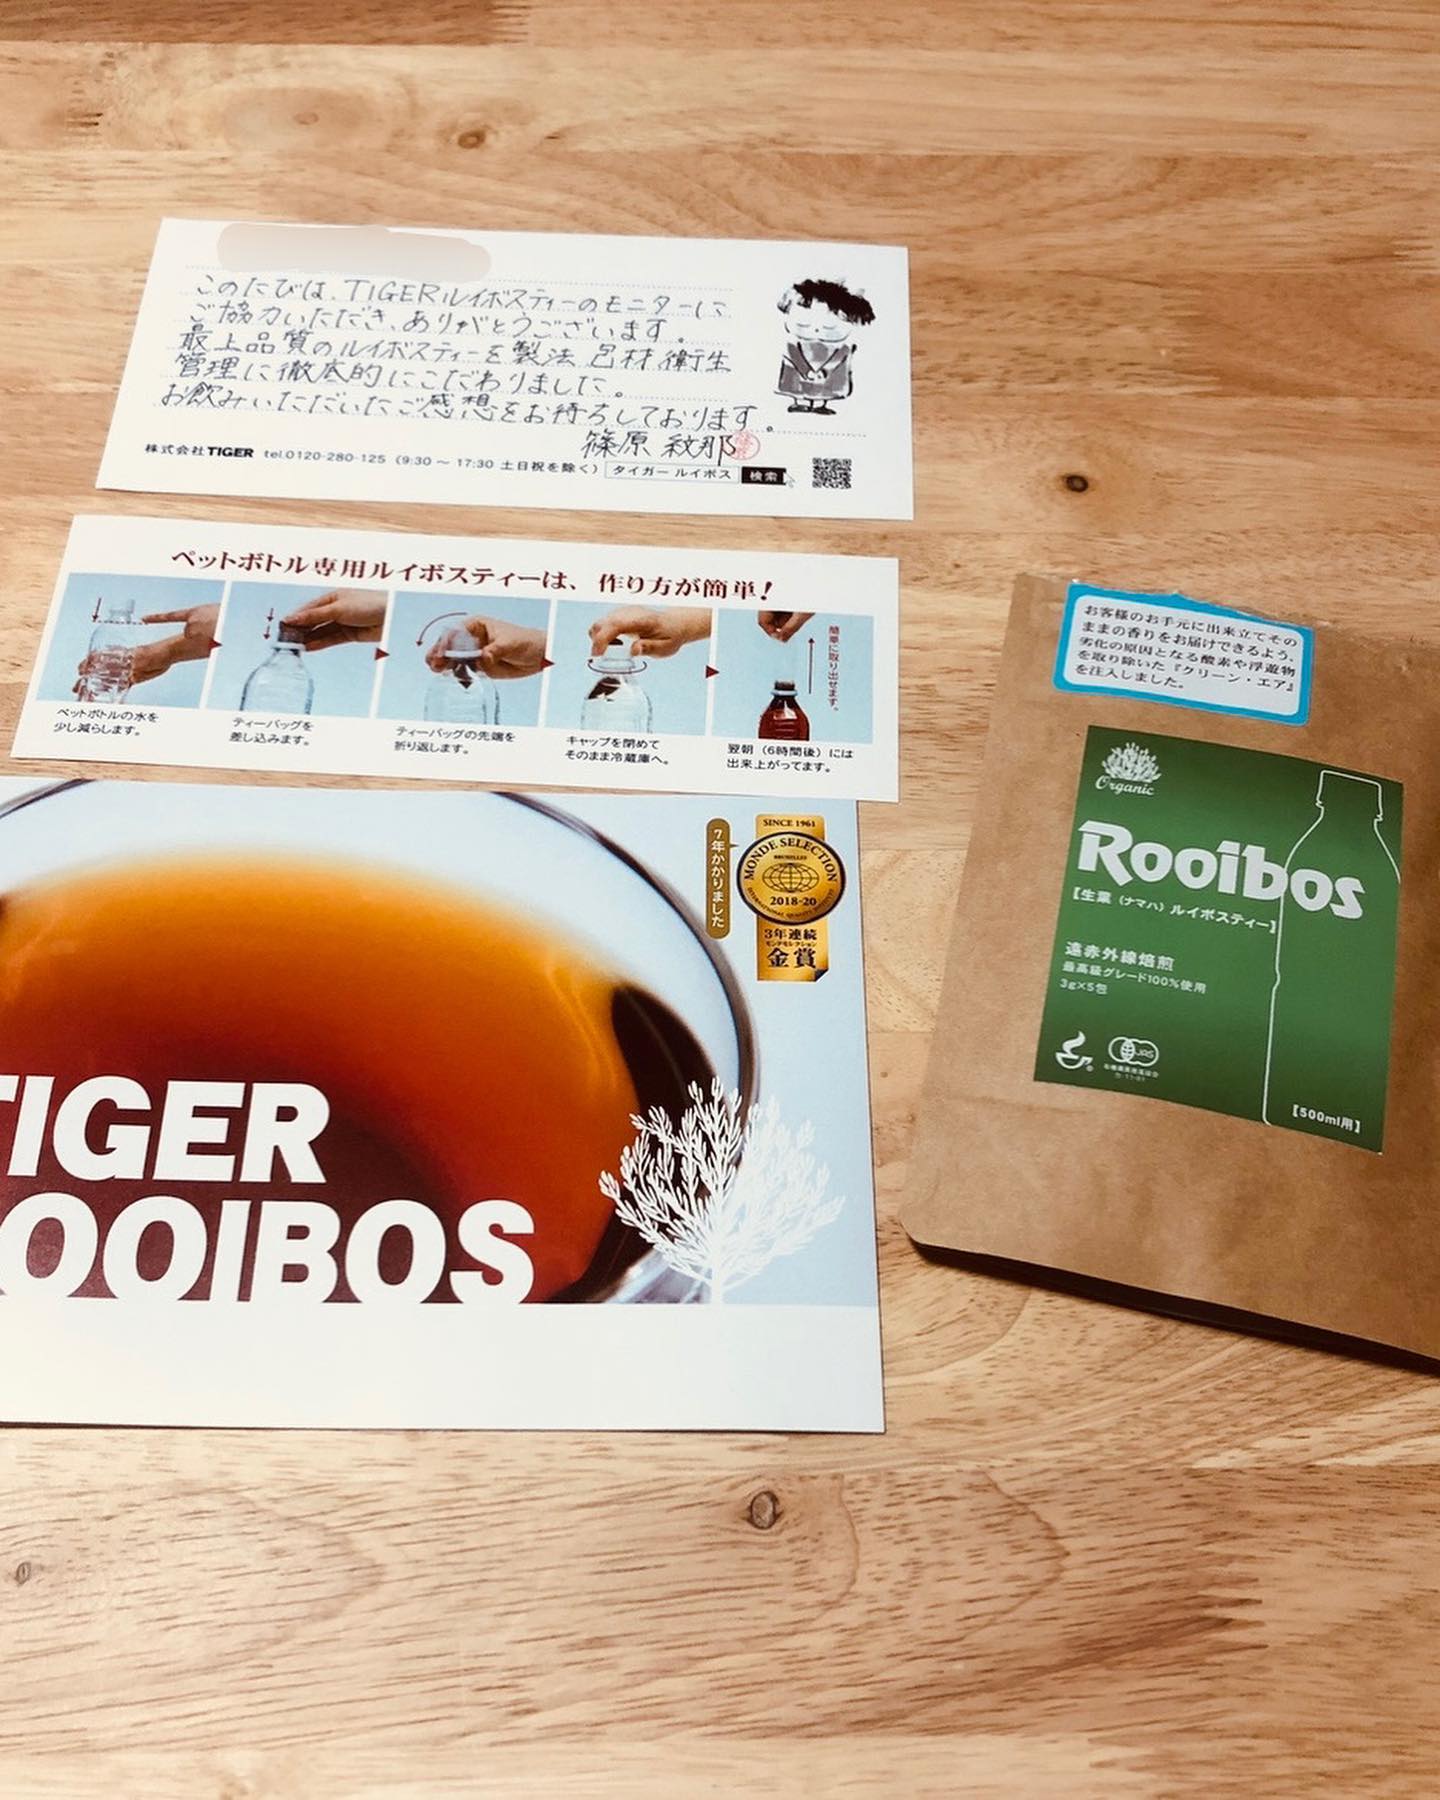 このたびは、TIGERルイボスティーのモニターに
ご協力いただき、ありがとうございます。
最上品質のルイボスティーを製法、包材、衛生
管理に徹底的にこだわりました。
お飲みいただいたご感想をお待ちしております。
篠原 紋那
株式会社TIGER tel.0120-280-125 (9:30 ～ 17:30 土日祝を除く) タイガー ルイボス 検索
ペットボトル専用ルイボスティーは、作り方が簡単！
ペットボトルの水を
少し減らします。
ティーバッグを
差し込みます。
ティーバッグの先端を
折り返します。
キャップを閉めて
そのまま冷蔵庫へ。
簡単に取り出せます。
翌朝（6時間後）には
出来上がってます。
7年かかりました
SINCE 1961
MONDE SELECTION
BRUXELLES
2018-20
INTERNATIONAL QUALITY
3年連続
モンドセレクション
金賞
TIGER
OOIBOS
お客様のお手元に出来立てその
ままの香りをお届けできるよう、
劣化の原因となる酸素や浮遊物
を取り除いた『クリーン・エア』
を注入しました。
Organic
Rooibos
【生葉（ナマハ）ルイボスティー】
遠赤外線焙煎
最高級グレード100%使用
3g×5包
JAS
【500ml用】